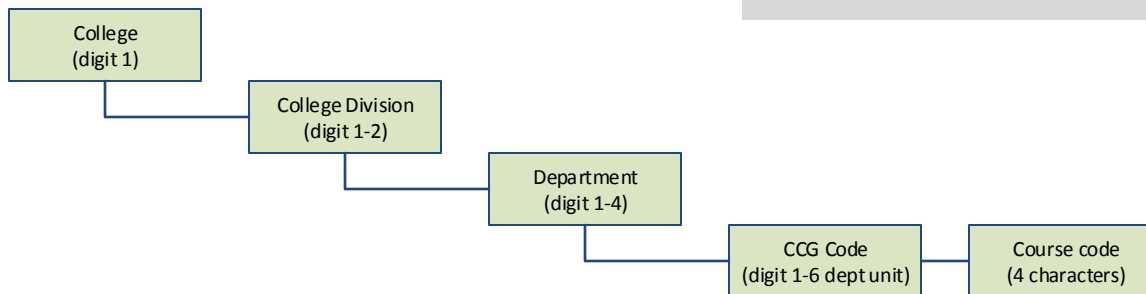 College
(digit 1)
College Division
(digit 1-2)
Department
(digit 1-4)
CCG Code
(digit 1-6 dept unit)
Course code
(4 characters)